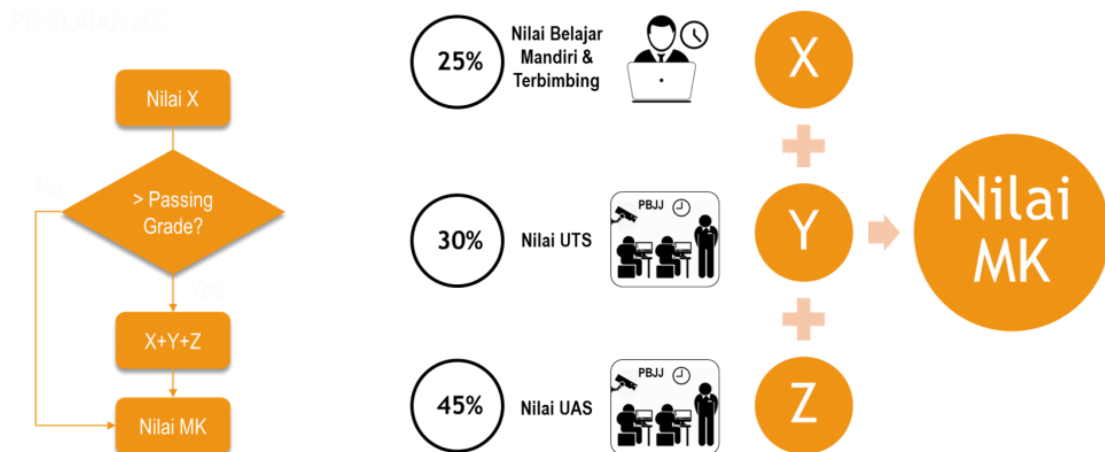 PENILAIAN MK
Nilai X
> Passing
Grade?
No
Yes
X+Y+Z
Nilai MK
25%
Nilai Belajar
Mandiri &
Terbimbing
X
30%
Nilai UTS
PBJJ
Y
45%
Nilai UAS
PBJJ
Z
Nilai
MK